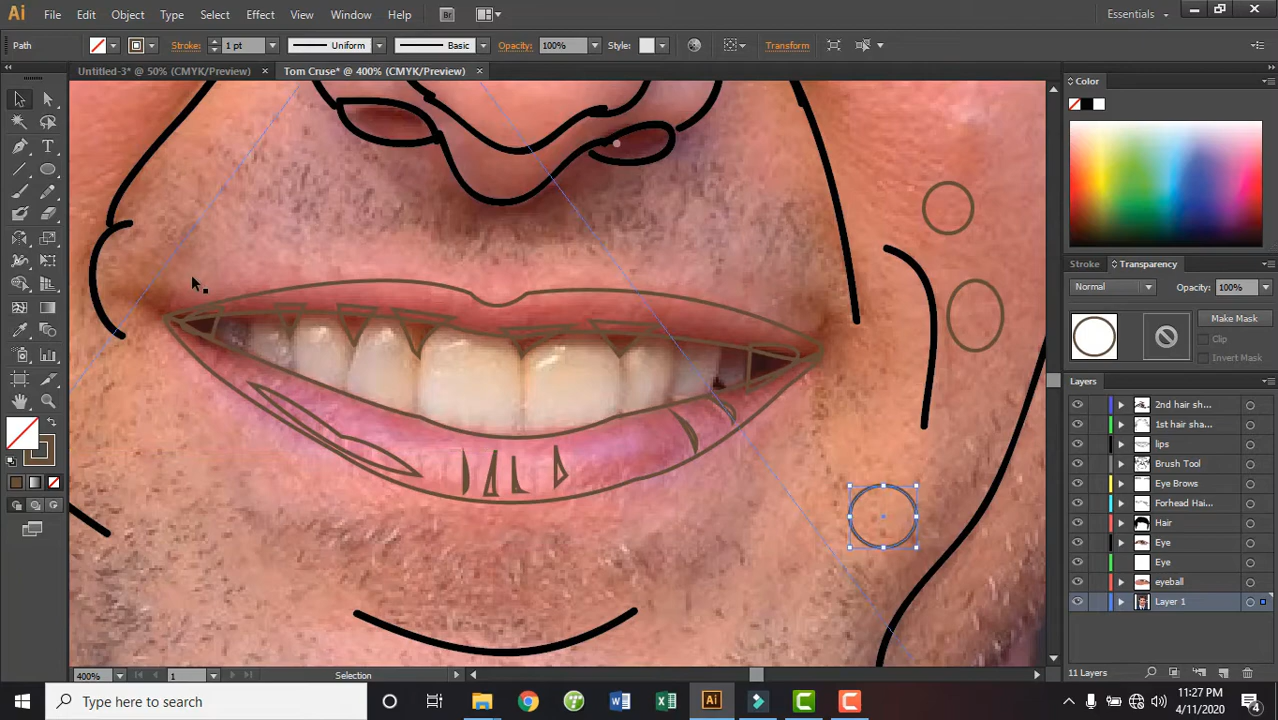 Ai File Edit Object Type Select Effect View Window Help Br Essentials
Path Stroke: 1 pt Uniform Basic Opacity: 100% Style: Transform
Untitled-3* @ 50% (CMYK/Preview) × Tom Cruse* @ 400% (CMYK/Preview) ×
Color
Stroke Transparency
Normal Opacity: 100%
Make Mask
Clip
Invert Mask
Layers
2nd hair sh...
1st hair sha...
lips
Brush Tool
Eye Brows
Forhead Hai...
Hair
Eye
Eye
eyeball
Layer 1
400% 1 Selection 11 Layers
Type here to search
11:27 PM
4/11/2020
4